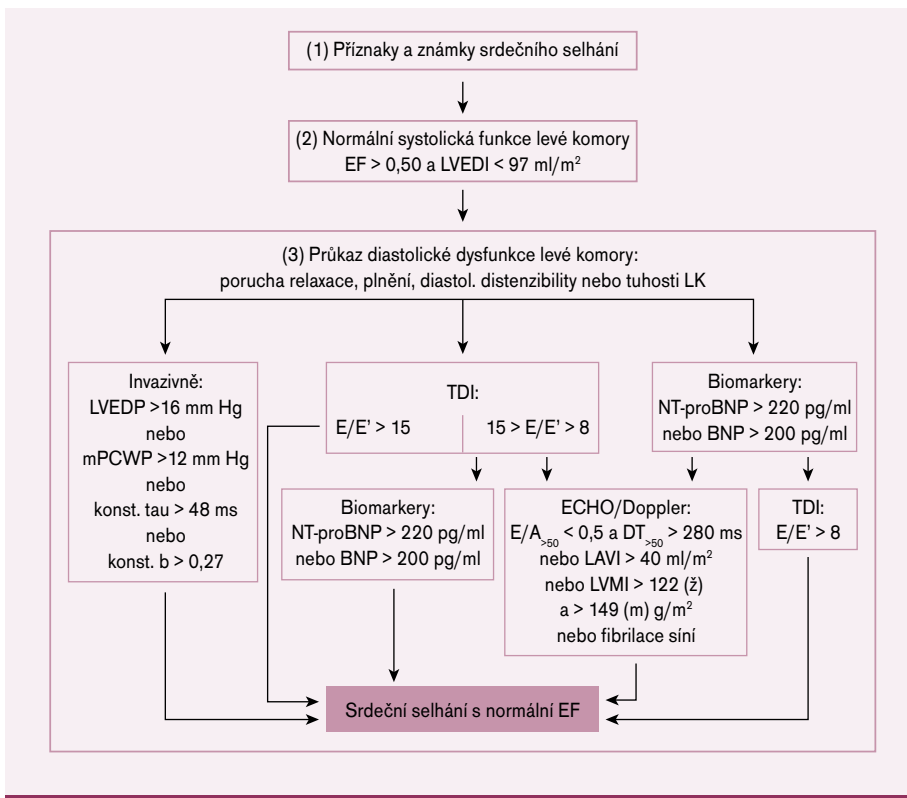 (1) Příznaky a známky srdečního selhání
(2) Normální systolická funkce levé komory
EF > 0,50 a LVEDI < 97 ml/m²
(3) Průkaz diastolické dysfunkce levé komory:
porucha relaxace, plnění, diastol. distenzibility nebo tuhosti LK
Invazivně:
LVEDP >16 mm Hg
nebo
mPCWP >12 mm Hg
nebo
konst. tau > 48 ms
nebo
konst. b > 0,27
TDI:
E/E' > 15
15 > E/E' > 8
Biomarkery:
NT-proBNP > 220 pg/ml
nebo BNP > 200 pg/ml
Biomarkery:
NT-proBNP > 220 pg/ml
nebo BNP > 200 pg/ml
ECHO/Doppler:
E/A>50 < 0,5 a DT>50 > 280 ms
nebo LAVI > 40 ml/m²
nebo LVMI > 122 (ž)
a > 149 (m) g/m²
nebo fibrilace síní
TDI:
E/E' > 8
Srdeční selhání s normální EF